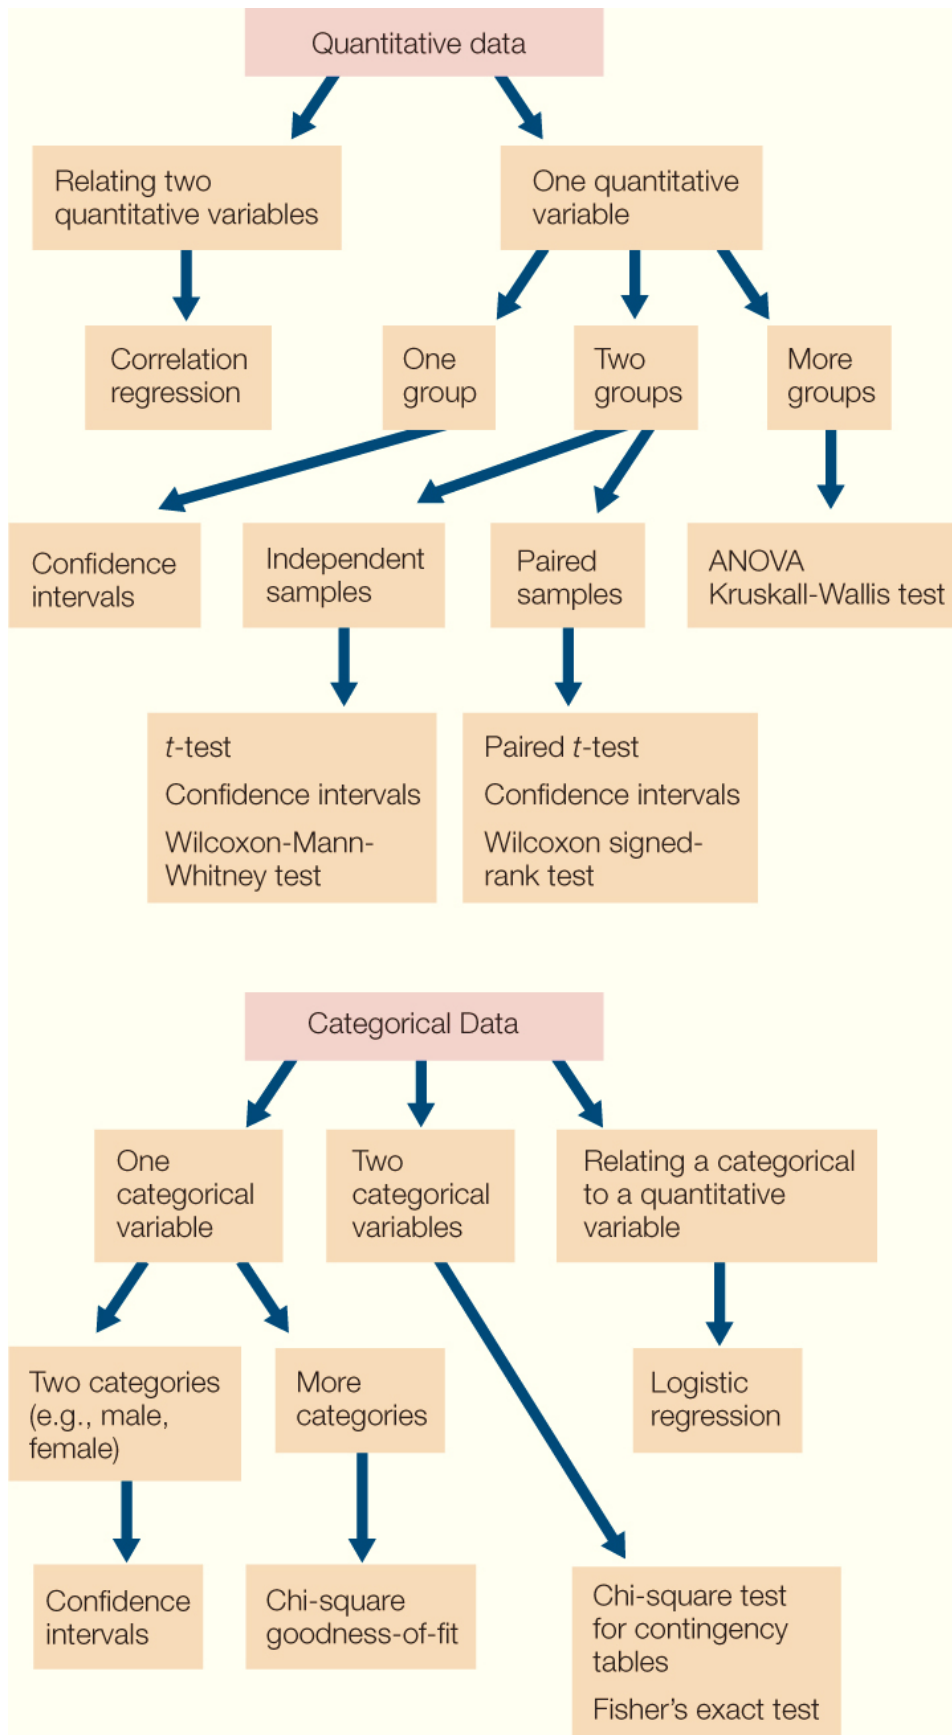 Quantitative data
Relating two
quantitative variables
One quantitative
variable
Correlation
regression
One
group
Two
groups
More
groups
Confidence
intervals
Independent
samples
Paired
samples
ANOVA
Kruskall-Wallis test
t-test
Confidence intervals
Wilcoxon-Mann-
Whitney test
Paired t-test
Confidence intervals
Wilcoxon signed-
rank test
Categorical Data
One
categorical
variable
Two
categorical
variables
Relating a categorical
to a quantitative
variable
Two categories
(e.g., male,
female)
More
categories
Logistic
regression
Confidence
intervals
Chi-square
goodness-of-fit
Chi-square test
for contingency
tables
Fisher's exact test